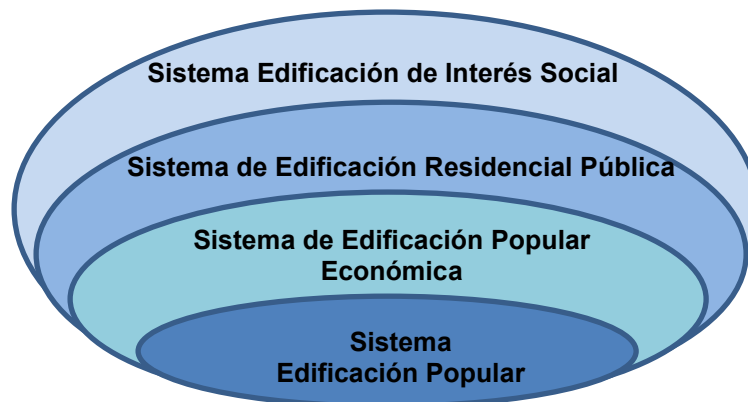 Sistema Edificación de Interés Social
Sistema de Edificación Residencial Pública
Sistema de Edificación Popular
Económica
Sistema
Edificación Popular